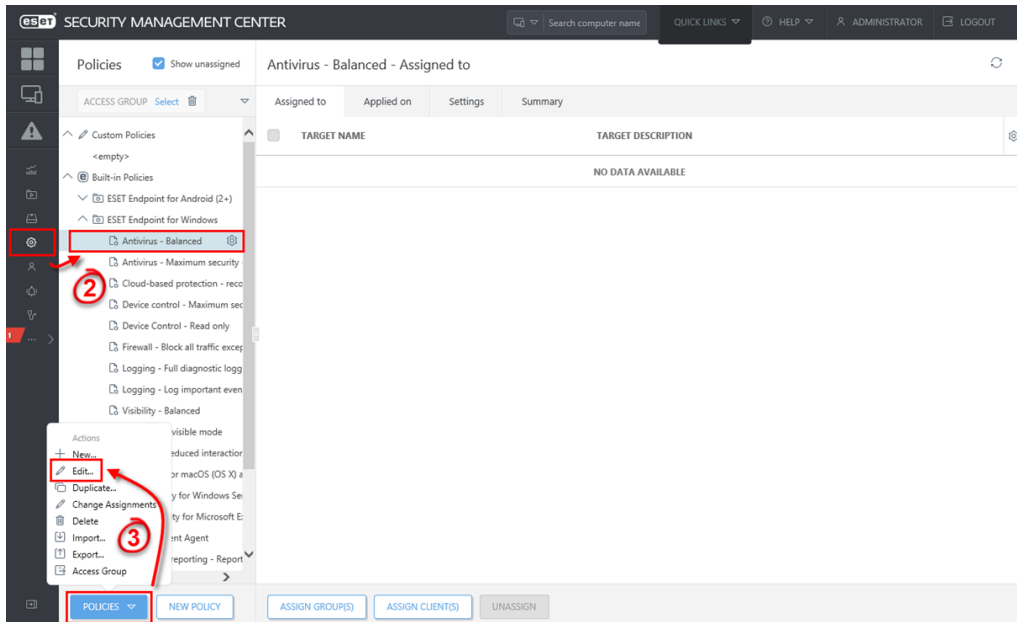 eset SECURITY MANAGEMENT CENTER
Search computer name
QUICK LINKS
HELP
ADMINISTRATOR
LOGOUT
Policies
Show unassigned
Antivirus - Balanced - Assigned to
ACCESS GROUP Select
Assigned to
Applied on
Settings
Summary
TARGET NAME
TARGET DESCRIPTION
NO DATA AVAILABLE
Custom Policies
<empty>
Built-in Policies
ESET Endpoint for Android (2+)
ESET Endpoint for Windows
Antivirus - Balanced
Antivirus - Maximum security
2
Cloud-based protection - reco
Device control - Maximum sec
Device Control - Read only
1
Firewall - Block all traffic excep
Logging - Full diagnostic logg
Logging - Log important even
Visibility - Balanced
visible mode
educed interaction
or macOS (OS X) a
y for Windows Se
ity for Microsoft E
ent Agent
reporting - Report
Actions
New...
Edit...
Duplicate...
Change Assignments
Delete
Import...
3
Export...
Access Group
POLICIES
NEW POLICY
ASSIGN GROUP(S)
ASSIGN CLIENT(S)
UNASSIGN